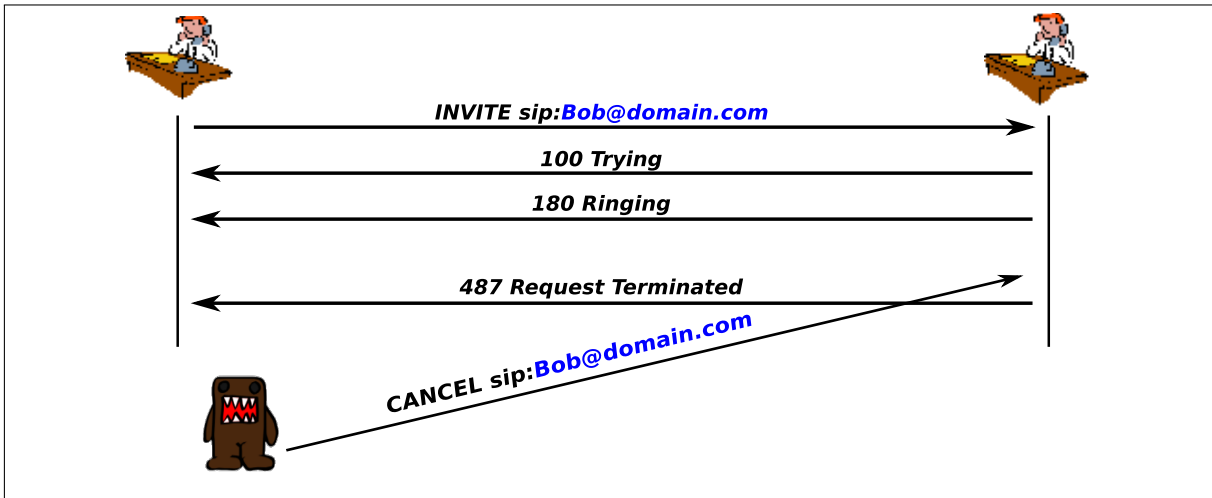 INVITE sip:Bob@domain.com
100 Trying
180 Ringing
487 Request Terminated
CANCEL sip:Bob@domain.com